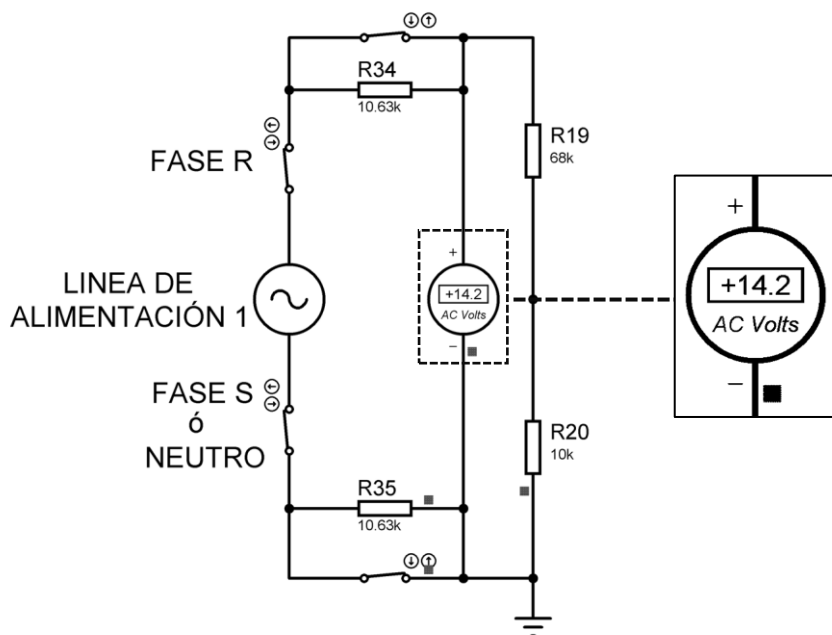 R34
10.63k
FASE R
R19
68k
+
+14.2
AC Volts
−
LINEA DE
ALIMENTACIÓN 1
+
+14.2
AC Volts
−
FASE S
ó
NEUTRO
R20
10k
R35
10.63k